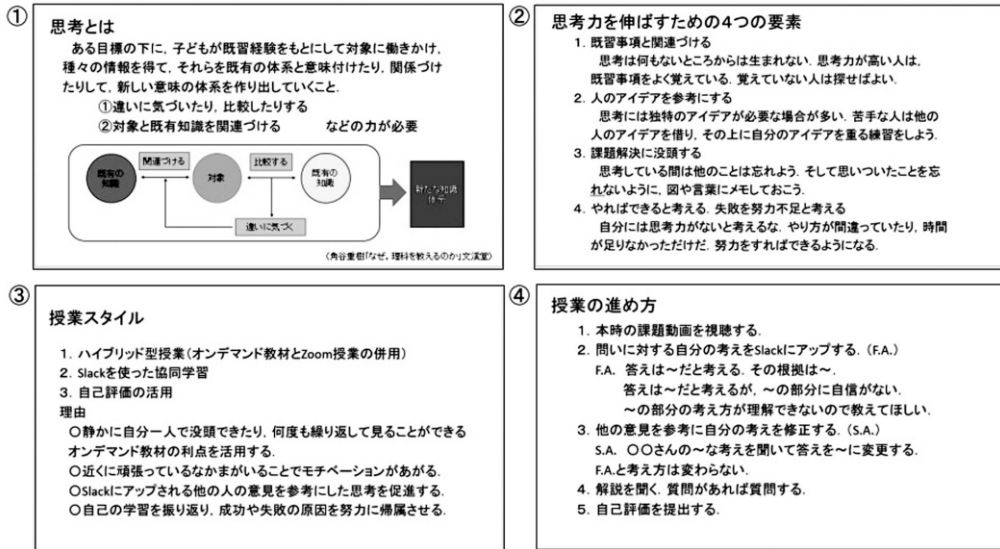 ①
思考とは
ある目標の下に，子どもが既習経験をもとにして対象に働きかけ，
種々の情報を得て，それらを既有の体系と意味付けたり，関係づけ
たりして，新しい意味の体系を作り出していくこと．
①違いに気づいたり，比較したりする
②対象と既有知識を関連づける　　などの力が必要
既有の
知識
関連づける
対象
比較する
既有の
知識
違いに気づく
新たな知識
体系
（角谷重樹「なぜ，理科を教えるのか」文溪堂）
②
思考力を伸ばすための４つの要素
１．既習事項と関連づける
思考は何もないところからは生まれない．思考力が高い人は，
既習事項をよく覚えている．覚えていない人は探せばよい．
２．人のアイデアを参考にする
思考には独特のアイデアが必要な場合が多い．苦手な人は他の
人のアイデアを借り，その上に自分のアイデアを重る練習をしよう．
３．課題解決に没頭する
思考している間は他のことは忘れよう．そして思いついたことを忘
れないように，図や言葉にメモしておこう．
４．やればできると考える．失敗を努力不足と考える
自分には思考力がないと考えるな．やり方が間違っていたり，時間
が足りなかっただけだ．努力をすればできるようになる．
③
授業スタイル
１．ハイブリッド型授業（オンデマンド教材とZoom授業の併用）
２．Slackを使った協同学習
３．自己評価の活用
理由
○静かに自分一人で没頭できたり，何度も繰り返して見ることができる
オンデマンド教材の利点を活用する．
○近くに頑張っているなかまがいることでモチベーションがあがる．
○Slackにアップされる他の人の意見を参考にした思考を促進する．
○自己の学習を振り返り，成功や失敗の原因を努力に帰属させる．
④
授業の進め方
１．本時の課題動画を視聴する．
２．問いに対する自分の考えをSlackにアップする．（F.A.）
F.A.　答えは～だと考える．その根拠は～．
答えは～だと考えるが，～の部分に自信がない．
～の部分の考え方が理解できないので教えてほしい．
３．他の意見を参考に自分の考えを修正する．（S.A.）
S.A.　○○さんの～な考えを聞いて答えを～に変更する．
F.A.と考え方は変わらない．
４．解説を聞く．質問があれば質問する．
５．自己評価を提出する．